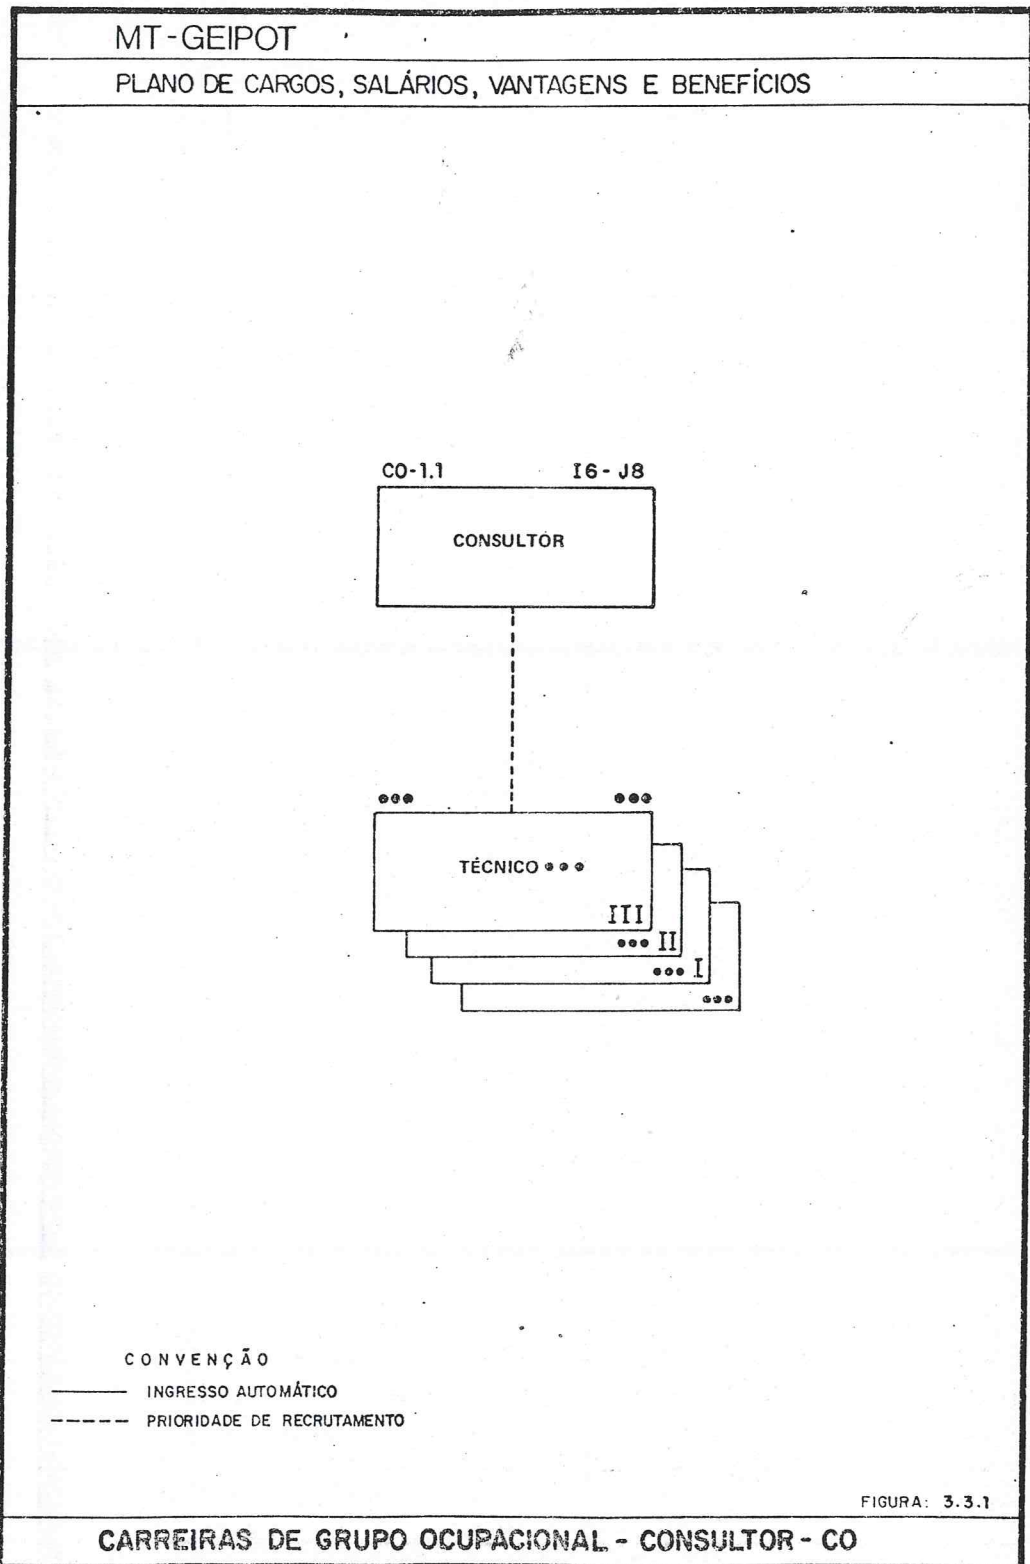 MT-GEIPOT
PLANO DE CARGOS, SALÁRIOS, VANTAGENS E BENEFÍCIOS
CO-1.1 I6-J8
CONSULTOR
••• •••
TÉCNICO •••
III
••• II
••• I
•••
CONVENÇÃO
INGRESSO AUTOMÁTICO
PRIORIDADE DE RECRUTAMENTO
FIGURA: 3.3.1
CARREIRAS DE GRUPO OCUPACIONAL - CONSULTOR - CO